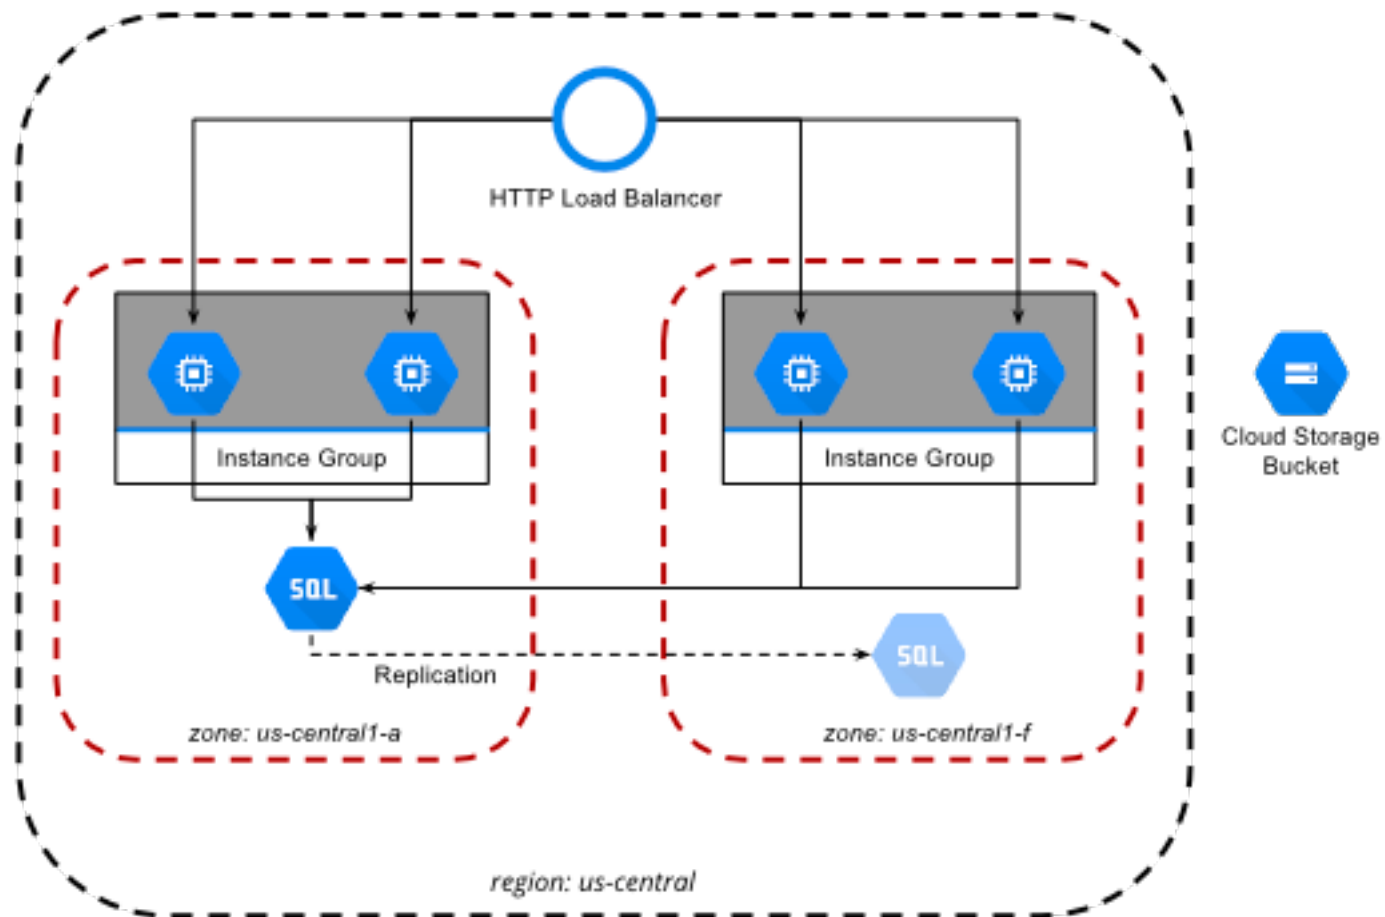 HTTP Load Balancer
Instance Group
Instance Group
Cloud Storage
Bucket
SQL
SQL
Replication
zone: us-central1-a
zone: us-central1-f
region: us-central